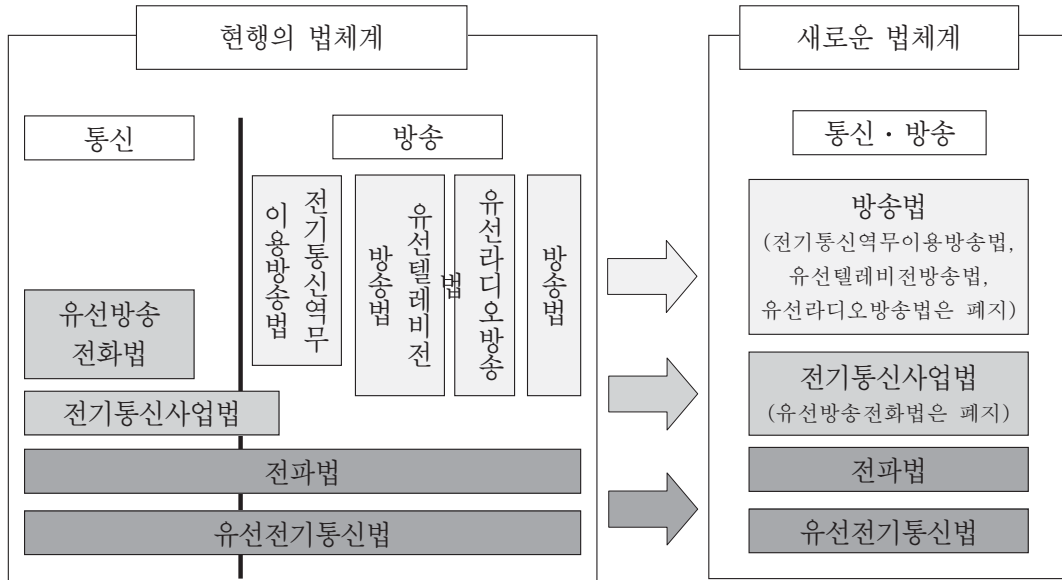 현행의 법체계
새로운 법체계
통신
방송
통신・방송
전기통신역무
이용방송법
유선텔레비전
방송법
유선라디오방송
법
방송법
유선방송
전화법
전기통신사업법
전파법
유선전기통신법
방송법
(전기통신역무이용방송법,
유선텔레비전방송법,
유선라디오방송법은 폐지)
전기통신사업법
(유선방송전화법은 폐지)
전파법
유선전기통신법